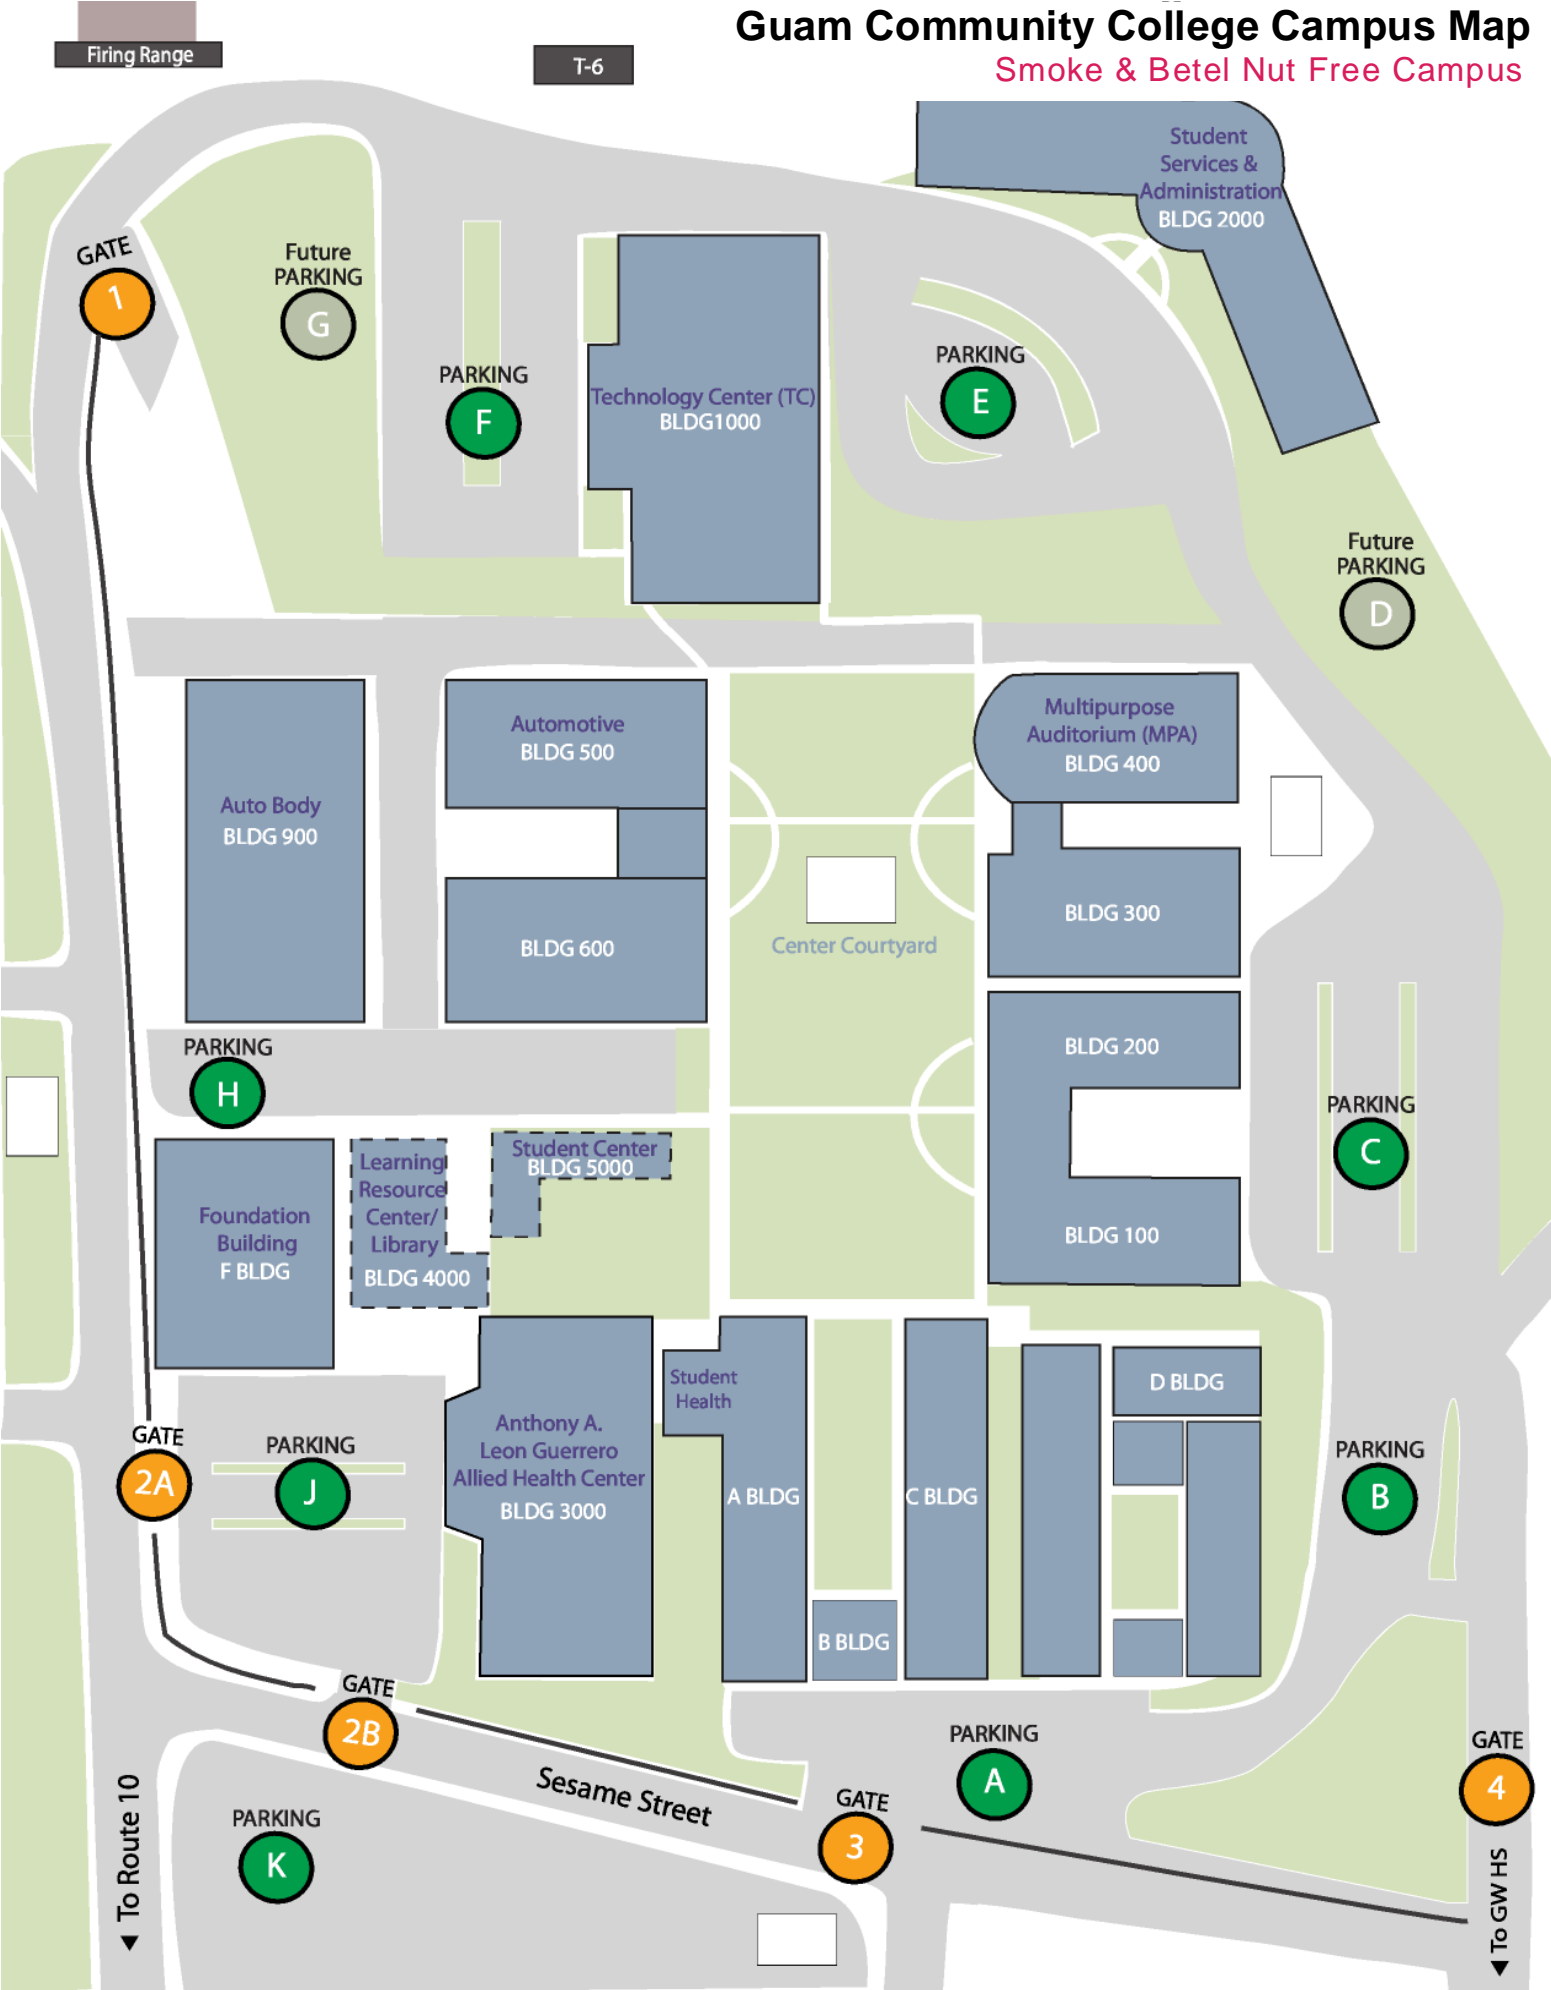 Guam Community College Campus Map
Smoke & Betel Nut Free Campus
Firing Range
T-6
Student
Services &
Administration
BLDG 2000
GATE
1
Future
PARKING
G
PARKING
F
Technology Center (TC)
BLDG1000
PARKING
E
Future
PARKING
D
Automotive
BLDG 500
Multipurpose
Auditorium (MPA)
BLDG 400
Auto Body
BLDG 900
BLDG 600
Center Courtyard
BLDG 300
BLDG 200
PARKING
H
PARKING
C
Student Center
BLDG 5000
Learning
Resource
Center/
Library
BLDG 4000
Foundation
Building
F BLDG
BLDG 100
Student
Health
D BLDG
GATE
2A
PARKING
J
Anthony A.
Leon Guerrero
Allied Health Center
BLDG 3000
A BLDG
C BLDG
PARKING
B
B BLDG
GATE
2B
Sesame Street
PARKING
A
GATE
3
GATE
4
PARKING
K
To Route 10
To GW HS